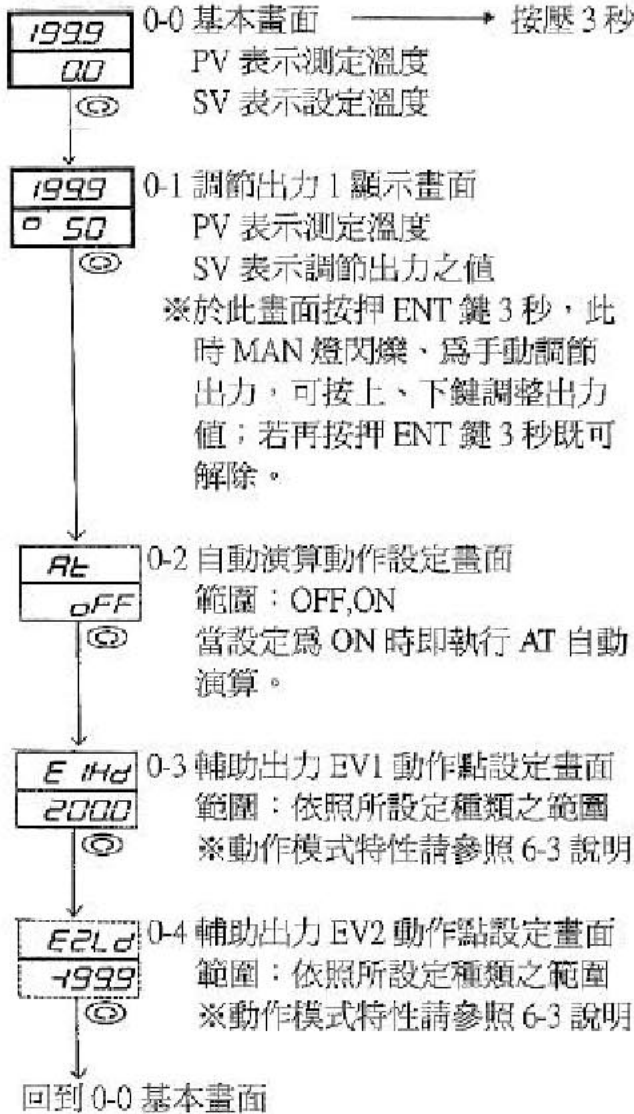 199.9
0.0
0-0 基本畫面 按壓 3 秒
PV 表示測定溫度
SV 表示設定溫度
199.9
o 50
0-1 調節出力 1 顯示畫面
PV 表示測定溫度
SV 表示調節出力之值
※於此畫面按押 ENT 鍵 3 秒，此
時 MAN 燈閃爍、爲手動調節
出力，可按上、下鍵調整出力
值；若再按押 ENT 鍵 3 秒既可
解除。
At
oFF
0-2 自動演算動作設定畫面
範圍：OFF,ON
當設定爲 ON 時即執行 AT 自動
演算。
E1Hd
200.0
0-3 輔助出力 EV1 動作點設定畫面
範圍：依照所設定種類之範圍
※動作模式特性請參照 6-3 說明
E2Ld
-199.9
0-4 輔助出力 EV2 動作點設定畫面
範圍：依照所設定種類之範圍
※動作模式特性請參照 6-3 說明
回到 0-0 基本畫面